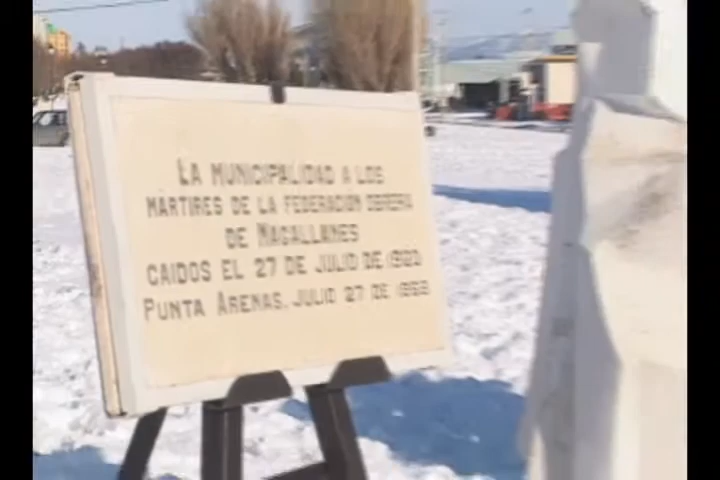 LA MUNICIPALIDAD A LOS
MARTIRES DE LA FEDERACION OBRERA
DE MAGALLANES
CAIDOS EL 27 DE JULIO DE 1920
PUNTA ARENAS, JULIO 27 DE